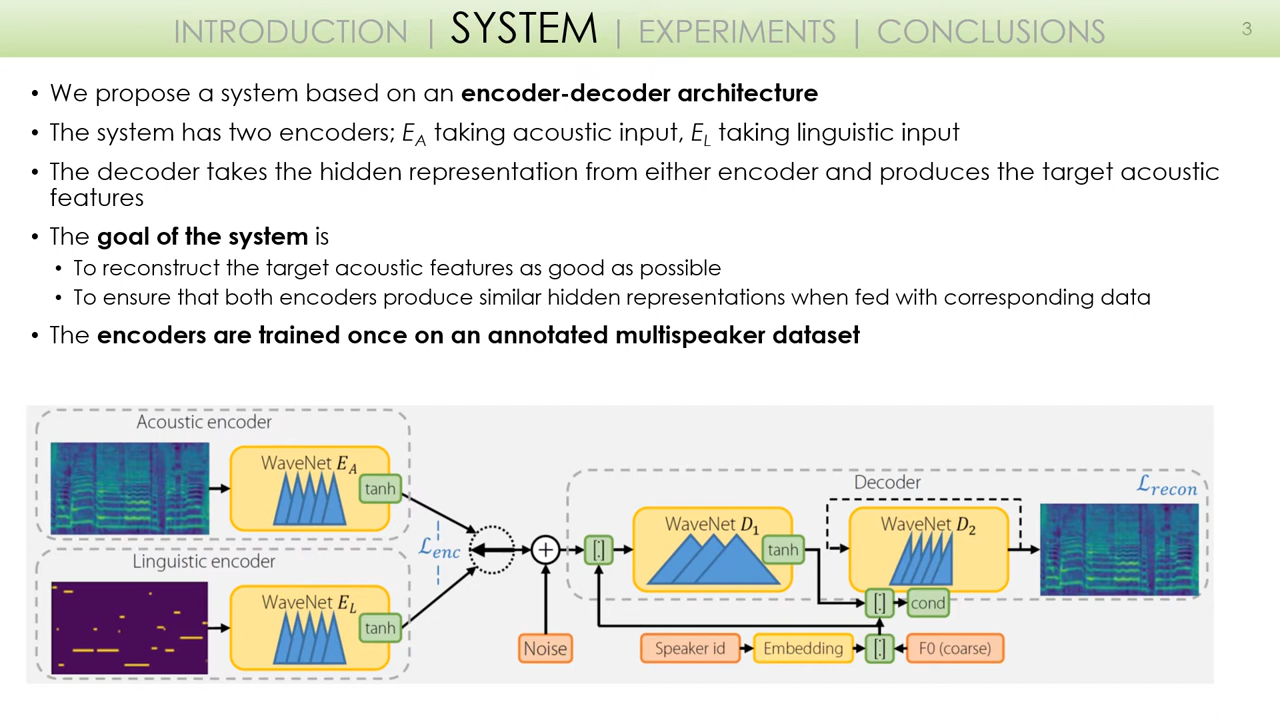 INTRODUCTION | SYSTEM | EXPERIMENTS | CONCLUSIONS
3
• We propose a system based on an encoder-decoder architecture
• The system has two encoders; E_A taking acoustic input, E_L taking linguistic input
• The decoder takes the hidden representation from either encoder and produces the target acoustic
features
• The goal of the system is
• To reconstruct the target acoustic features as good as possible
• To ensure that both encoders produce similar hidden representations when fed with corresponding data
• The encoders are trained once on an annotated multispeaker dataset
Acoustic encoder
WaveNet E_A
tanh
Linguistic encoder
WaveNet E_L
tanh
ℒ_enc
+
Noise
[:]
Decoder
WaveNet D_1
tanh
WaveNet D_2
ℒ_recon
[:]
cond
Speaker id
Embedding
[:]
F0 (coarse)